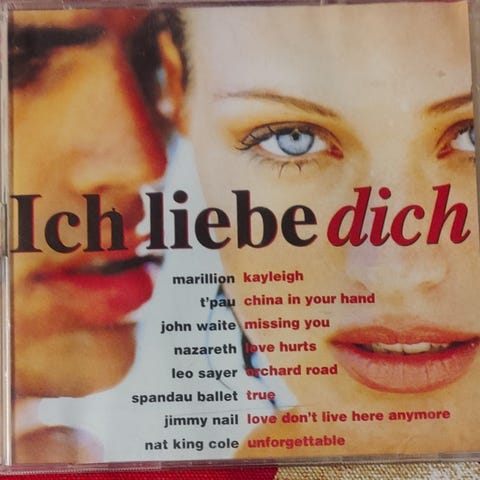 Ich liebe dich
marillion kayleigh
t'pau china in your hand
john waite missing you
nazareth love hurts
leo sayer orchard road
spandau ballet true
jimmy nail love don't live here anymore
nat king cole unforgettable